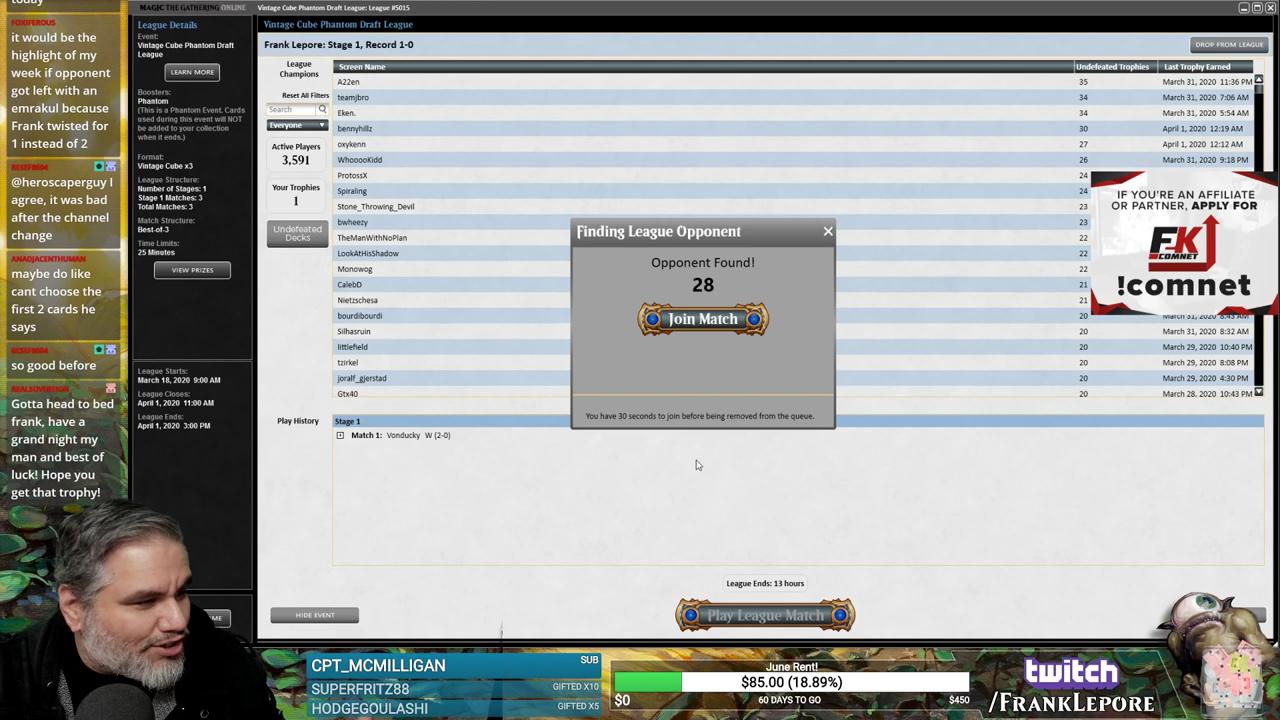 today
FOXIFEROUS
it would be the
highlight of my
week if opponent
got left with an
emrakul because
Frank twisted for
1 instead of 2
BESEF8604
@heroscaperguy I
agree, it was bad
after the channel
change
ANADJACENTHUMAN
maybe do like
cant choose the
first 2 cards he
says
BESEF8604
so good before
REALSOVEREIGN
Gotta head to bed
frank, have a
grand night my
man and best of
luck! Hope you
get that trophy!
MAGIC THE GATHERING ONLINE
Vintage Cube Phantom Draft League: League #5015
League Details
Event:
Vintage Cube Phantom Draft
League
LEARN MORE
Boosters:
Phantom
(This is a Phantom Event. Cards
used during this event will NOT
be added to your collection
when it ends.)
Format:
Vintage Cube x3
League Structure:
Number of Stages: 1
Stage 1 Matches: 3
Total Matches: 3
Match Structure:
Best-of-3
Time Limits:
25 Minutes
VIEW PRIZES
League Starts:
March 18, 2020 9:00 AM
League Closes:
April 1, 2020 11:00 AM
League Ends:
April 1, 2020 3:00 PM
Vintage Cube Phantom Draft League
Frank Lepore: Stage 1, Record 1-0
DROP FROM LEAGUE
League
Champions
Reset All Filters
Search
Everyone
Active Players
3,591
Your Trophies
1
Undefeated
Decks
Screen Name Undefeated Trophies Last Trophy Earned
A22en 35 March 31, 2020 11:36 PM
teamjbro 34 March 31, 2020 7:06 AM
Eken. 34 March 31, 2020 5:54 AM
bennyhillz 30 April 1, 2020 12:19 AM
oxykenn 27 April 1, 2020 12:12 AM
WhooooKidd 26 March 31, 2020 9:18 PM
ProtossX 24
Spiraling 24
Stone_Throwing_Devil 23
bwheezy 23
TheManWithNoPlan 22
LookAtHisShadow 22
Monowog 22
CalebD 21
Nietzschesa 21
bourdibourdi 20 March 31, 2020 8:43 AM
Silhasruin 20 March 31, 2020 8:32 AM
littlefield 20 March 29, 2020 10:40 PM
tzirkel 20 March 29, 2020 8:08 PM
joralf_gjerstad 20 March 29, 2020 4:30 PM
Gtx40 20 March 28, 2020 10:43 PM
Finding League Opponent
Opponent Found!
28
Join Match
You have 30 seconds to join before being removed from the queue.
IF YOU'RE AN AFFILIATE
OR PARTNER, APPLY FOR
COMNET
!comnet
Play History
Stage 1
Match 1: Vonducky W (2-0)
League Ends: 13 hours
HIDE EVENT
Play League Match
CPT_MCMILLIGAN SUB
SUPERFRITZ88 GIFTED X10
HODGEGOULASHI GIFTED X5
June Rent!
$85.00 (18.89%)
$0 60 DAYS TO GO $450
twitch
/FRANKLEPORE